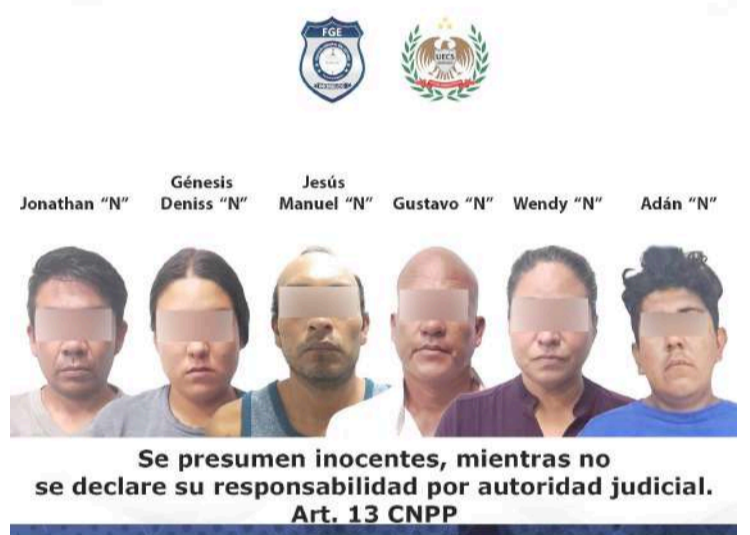 FGE
MORELOS
UECS
Génesis
Jesús
Jonathan “N”
Deniss “N”
Manuel “N”
Gustavo “N”
Wendy “N”
Adán “N”
Se presumen inocentes, mientras no
se declare su responsabilidad por autoridad judicial.
Art. 13 CNPP